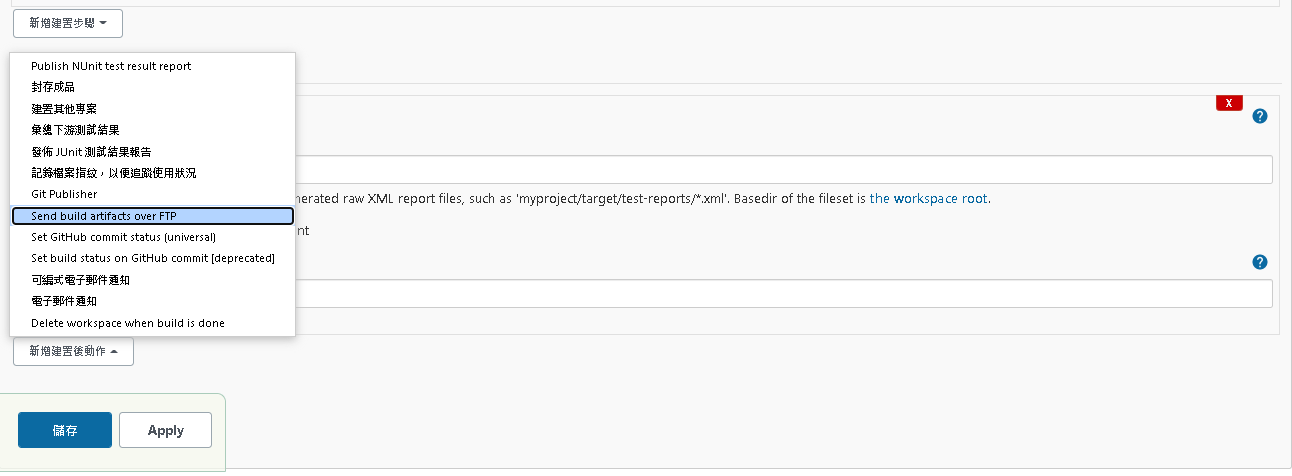 新增建置步驟
Publish NUnit test result report
封存成品
建置其他專案
彙總下游測試結果
發佈 JUnit 測試結果報告
記錄檔案指紋，以便追蹤使用狀況
Git Publisher
Send build artifacts over FTP
Set GitHub commit status (universal)
Set build status on GitHub commit [deprecated]
可編式電子郵件通知
電子郵件通知
Delete workspace when build is done
X
?
nerated raw XML report files, such as 'myproject/target/test-reports/*.xml'. Basedir of the fileset is the workspace root.
nt
?
新增建置後動作
儲存
Apply